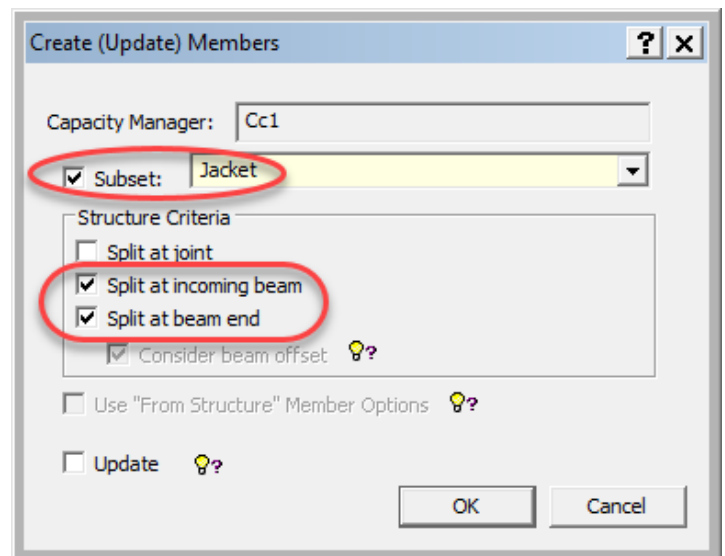 Create (Update) Members
Capacity Manager: Cc1
Subset: Jacket
Structure Criteria
Split at joint
Split at incoming beam
Split at beam end
Consider beam offset ?
Use "From Structure" Member Options ?
Update ?
OK Cancel